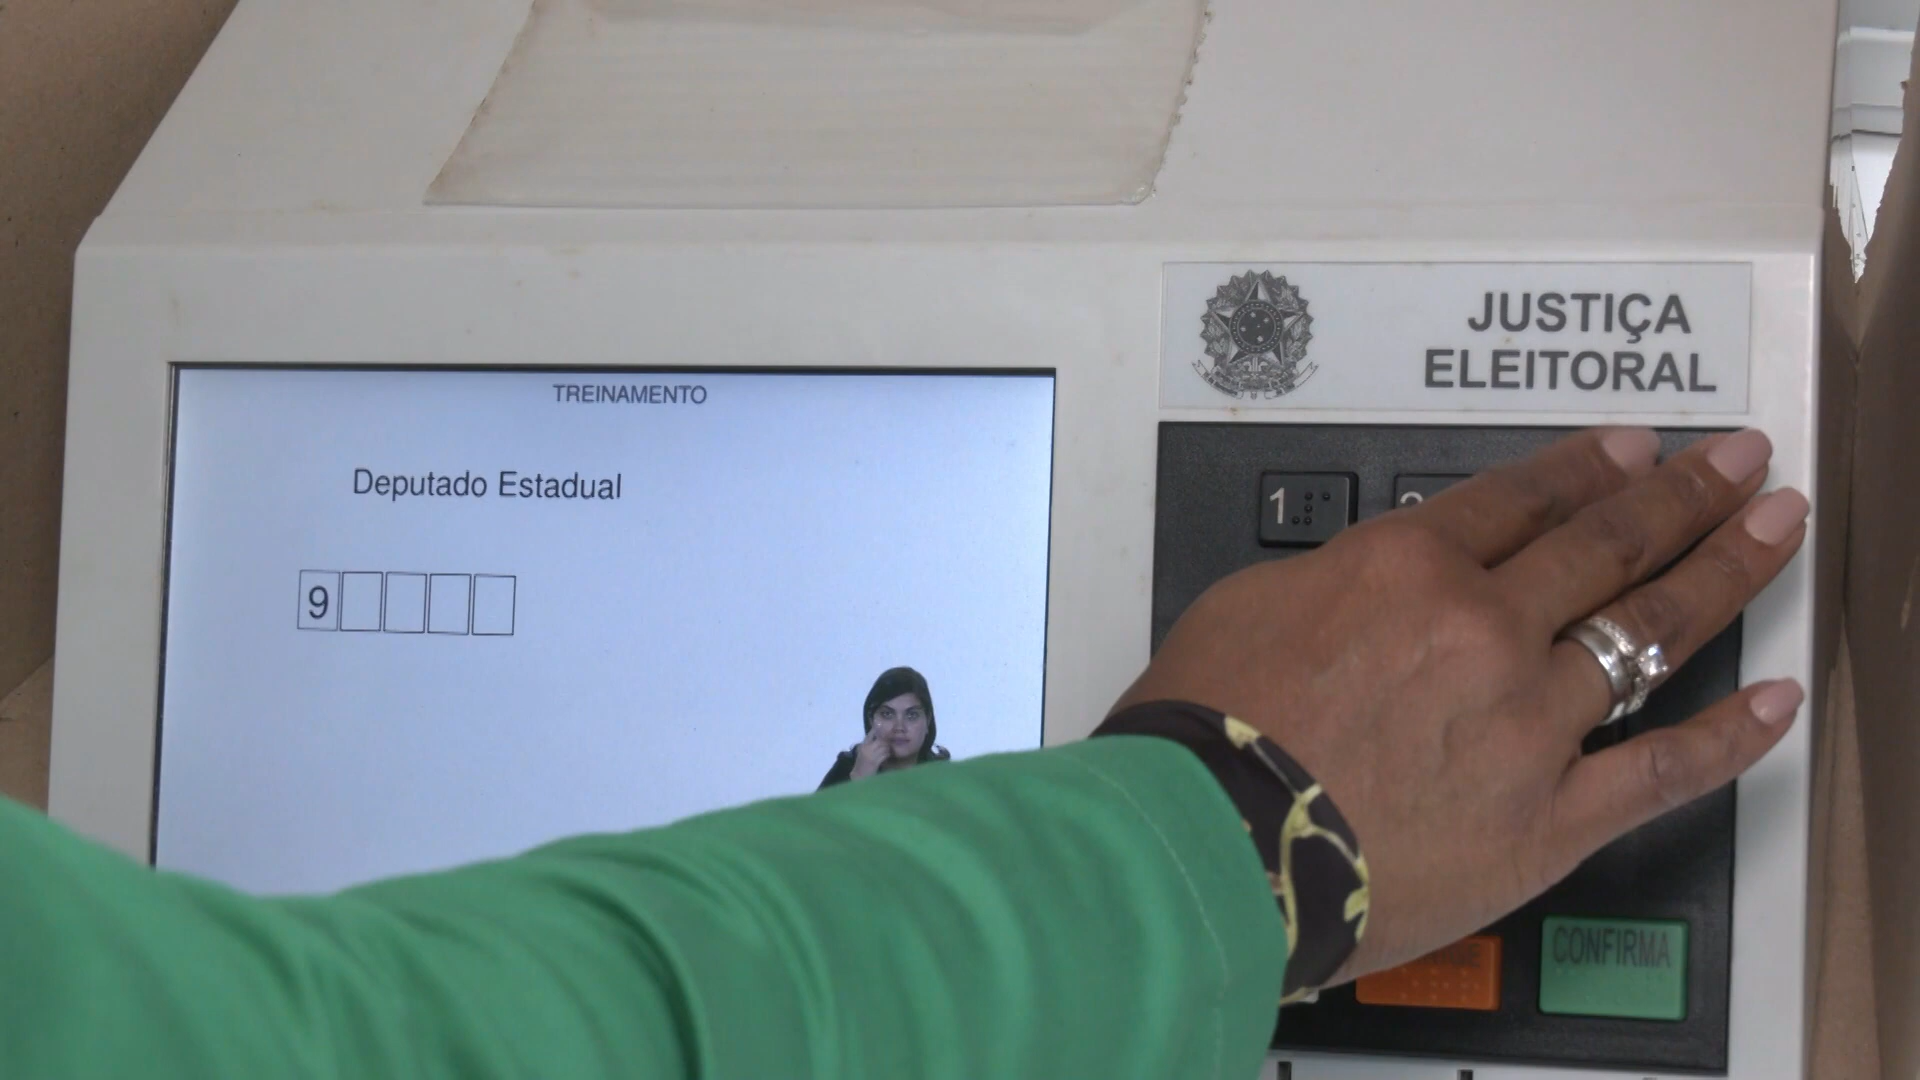 JUSTIÇA
ELEITORAL
TREINAMENTO
Deputado Estadual
9
1
CONFIRMA